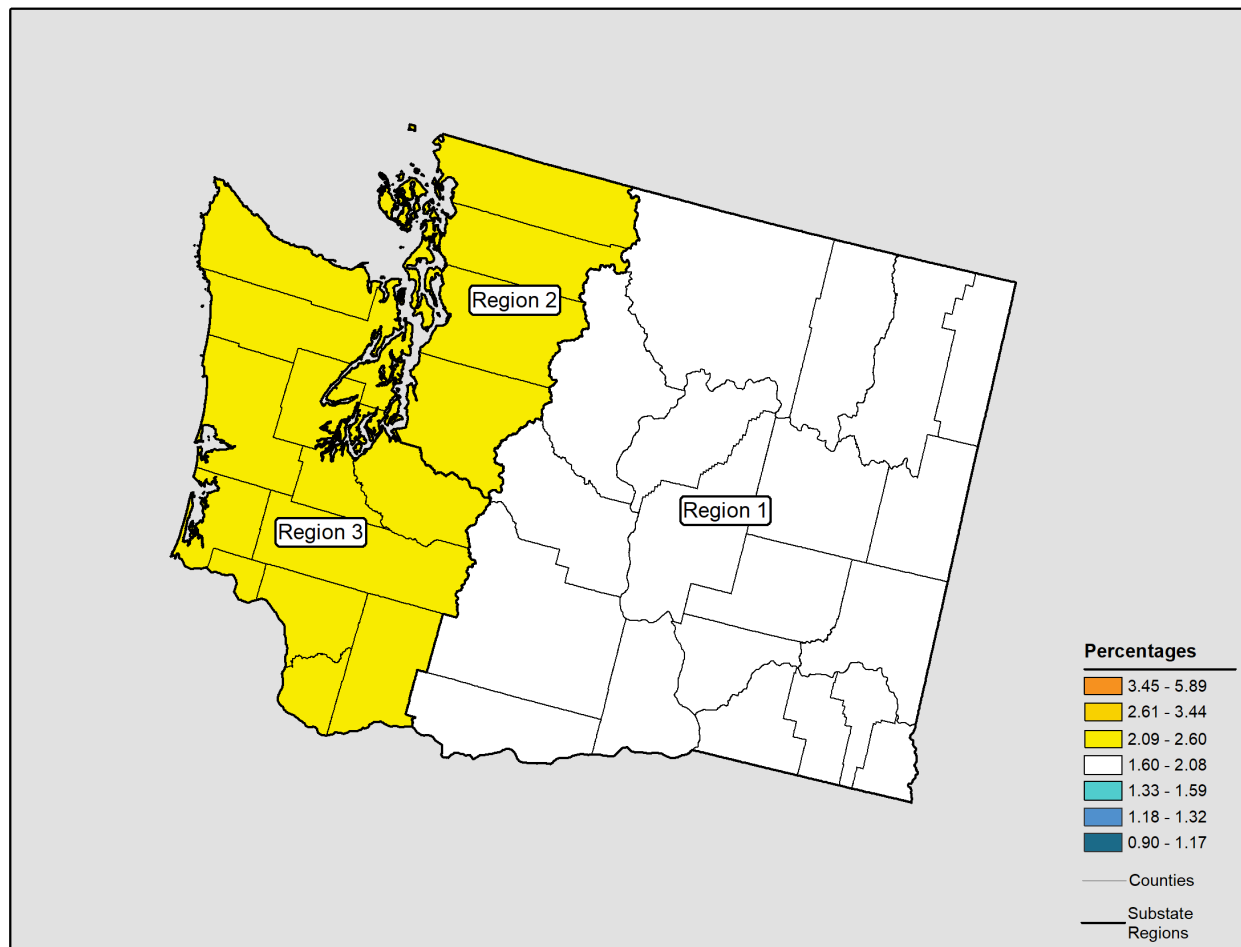 Region 2
Region 1
Region 3
Percentages
3.45 - 5.89
2.61 - 3.44
2.09 - 2.60
1.60 - 2.08
1.33 - 1.59
1.18 - 1.32
0.90 - 1.17
Counties
Substate
Regions